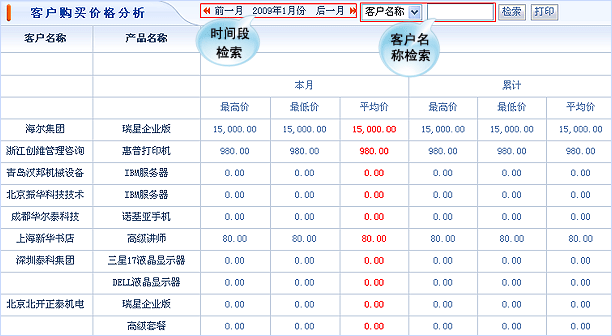 客户购买价格分析 前一月 2009年1月份 后一月 客户名称 检索 打印
时间段
检索
客户名
称检索
客户名称 产品名称
本月 累计
最高价 最低价 平均价 最高价 最低价 平均价
海尔集团 瑞星企业版 15,000.00 15,000.00 15,000.00 15,000.00 15,000.00 15,000.00
浙江创维管理咨询 惠普打印机 980.00 980.00 980.00 980.00 980.00 980.00
青岛汉邦机械设备 IBM服务器 0.00 0.00 0.00 0.00 0.00 0.00
北京振华科技技术 IBM服务器 0.00 0.00 0.00 0.00 0.00 0.00
成都华尔泰科技 诺基亚手机 0.00 0.00 0.00 0.00 0.00 0.00
上海新华书店 高级讲师 80.00 80.00 80.00 80.00 80.00 80.00
深圳泰科集团 三星17液晶显示器 0.00 0.00 0.00 0.00 0.00 0.00
DELL液晶显示器 0.00 0.00 0.00 0.00 0.00 0.00
北京北开正泰机电 瑞星企业版 0.00 0.00 0.00 0.00 0.00 0.00
高级套餐 0.00 0.00 0.00 0.00 0.00 0.00